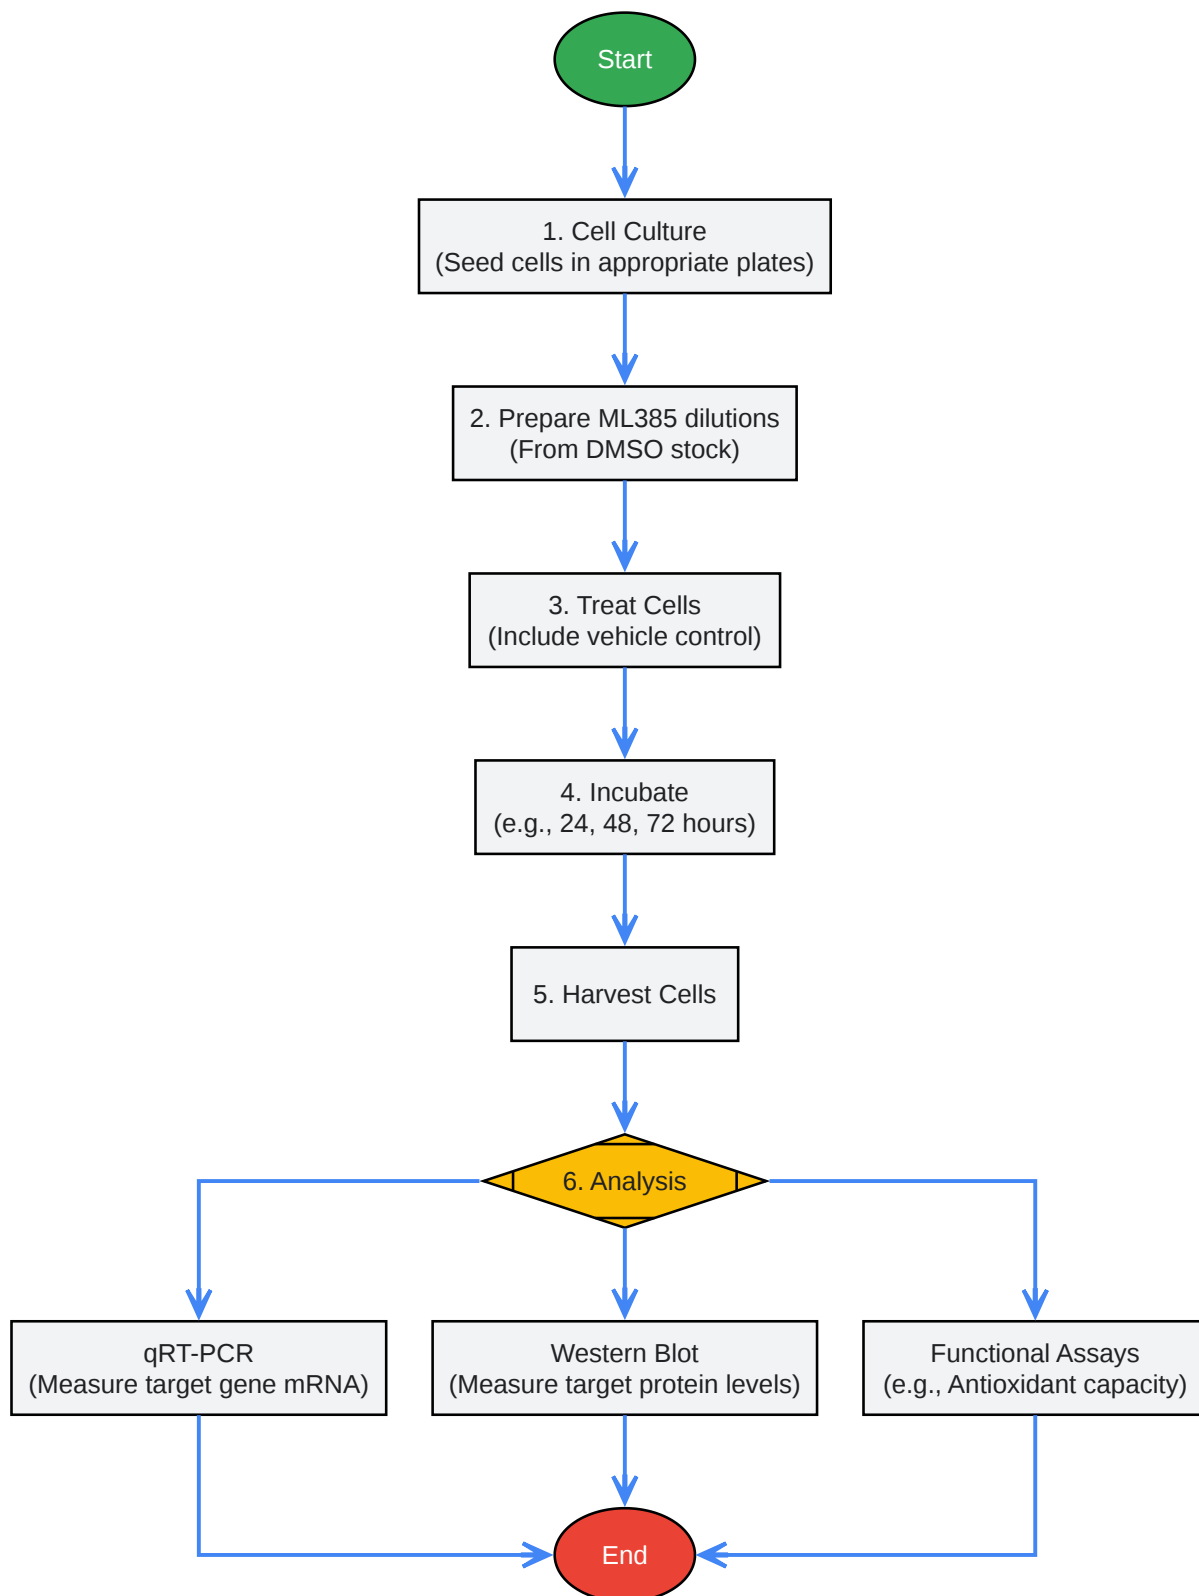 Start
1. Cell Culture
(Seed cells in appropriate plates)
2. Prepare ML385 dilutions
(From DMSO stock)
3. Treat Cells
(Include vehicle control)
4. Incubate
(e.g., 24, 48, 72 hours)
5. Harvest Cells
6. Analysis
qRT-PCR
(Measure target gene mRNA)
Western Blot
(Measure target protein levels)
Functional Assays
(e.g., Antioxidant capacity)
End